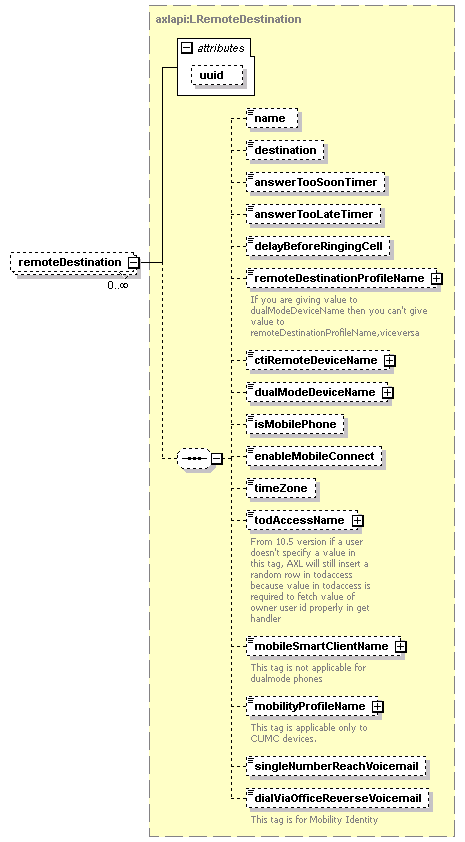 axlapi:LRemoteDestination
attributes
uuid
name
destination
answerTooSoonTimer
answerTooLateTimer
delayBeforeRingingCell
remoteDestination
0..∞
remoteDestinationProfileName
If you are giving value to
dualModeDeviceName then you can't give
value to
remoteDestinationProfileName,viceversa
ctiRemoteDeviceName
dualModeDeviceName
isMobilePhone
enableMobileConnect
timeZone
todAccessName
From 10.5 version if a user
doesn't specify a value in
this tag, AXL will still insert a
random row in todaccess
because value in todaccess is
required to fetch value of
owner user id properly in get
handler
mobileSmartClientName
This tag is not applicable for
dualmode phones
mobilityProfileName
This tag is applicable only to
CUMC devices.
singleNumberReachVoicemail
dialViaOfficeReverseVoicemail
This tag is for Mobility Identity